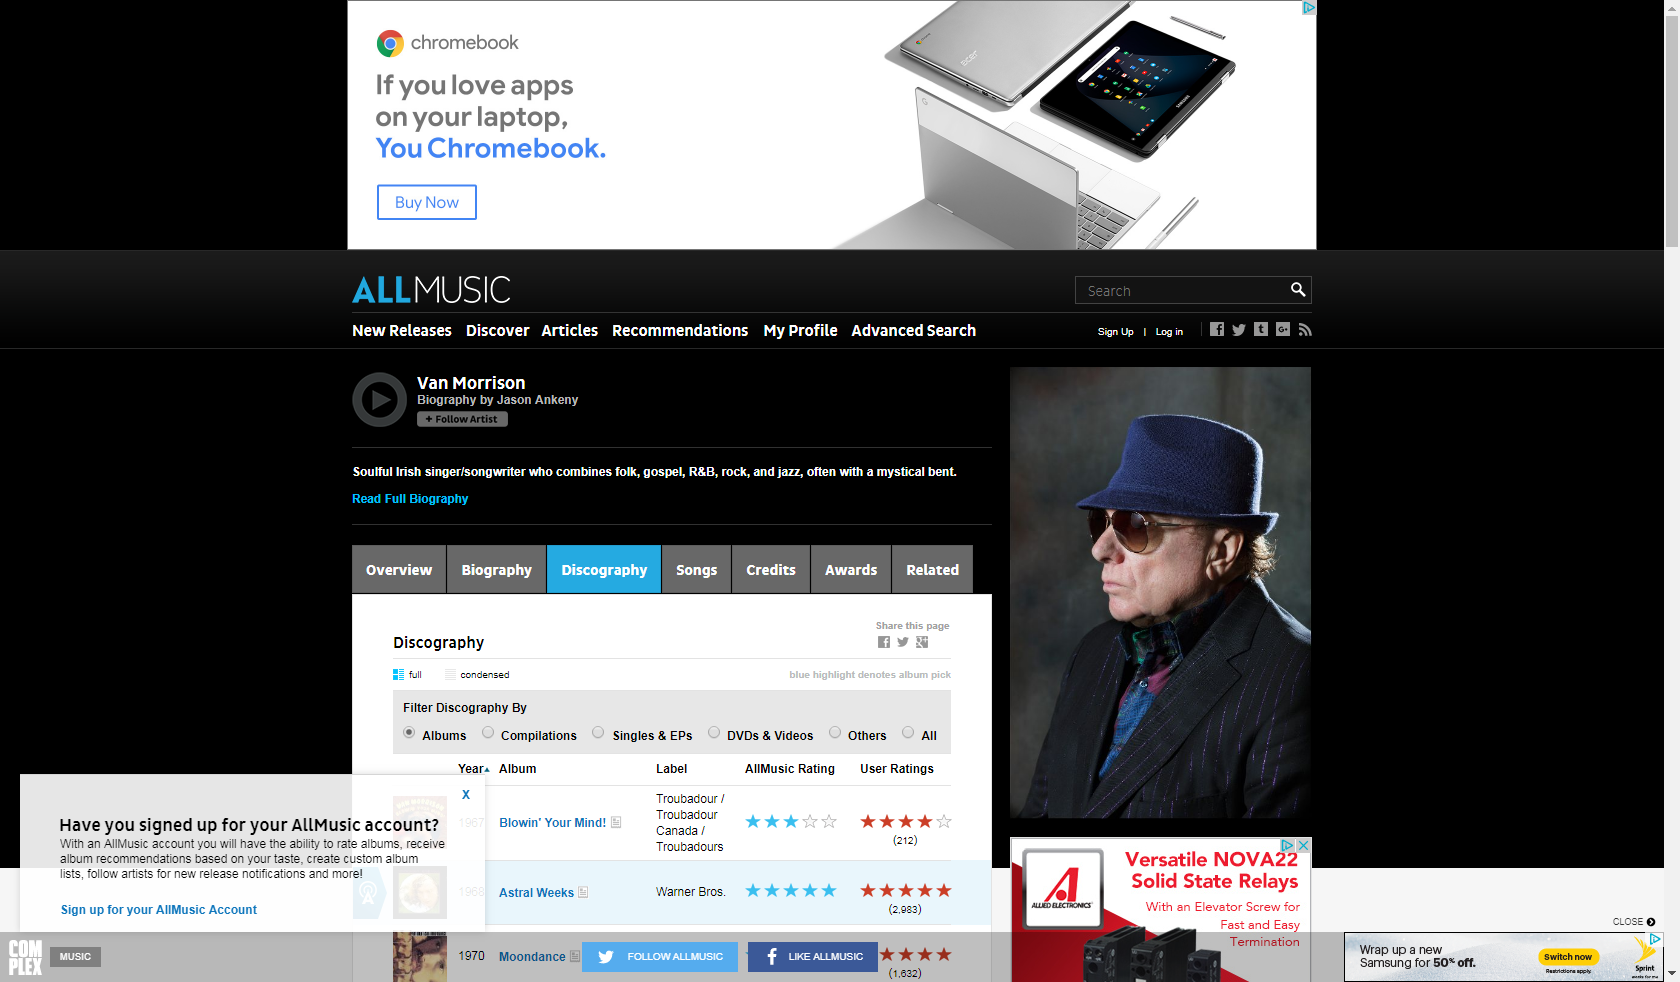 chromebook
If you love apps
on your laptop,
You Chromebook.
Buy Now
ALLMUSIC
Search
New Releases Discover Articles Recommendations My Profile Advanced Search
Sign Up | Log in
Van Morrison
Biography by Jason Ankeny
+ Follow Artist
Soulful Irish singer/songwriter who combines folk, gospel, R&B, rock, and jazz, often with a mystical bent.
Read Full Biography
Overview Biography Discography Songs Credits Awards Related
Share this page
Discography
full condensed blue highlight denotes album pick
Filter Discography By
Albums Compilations Singles & EPs DVDs & Videos Others All
Year Album Label AllMusic Rating User Ratings
1967 Blowin' Your Mind! Troubadour /
Troubadour
Canada /
Troubadours
(212)
1968 Astral Weeks Warner Bros.
(2,983)
1970 Moondance
(1,632)
X
Have you signed up for your AllMusic account?
With an AllMusic account you will have the ability to rate albums, receive
album recommendations based on your taste, create custom album
lists, follow artists for new release notifications and more!
Sign up for your AllMusic Account
COM
PLEX
MUSIC
FOLLOW ALLMUSIC
LIKE ALLMUSIC
Versatile NOVA22
Solid State Relays
With an Elevator Screw for
Fast and Easy
Termination
ALLIED ELECTRONICS
CLOSE
Wrap up a new
Samsung for 50% off.
Switch now
Restrictions apply.
Sprint
works for me